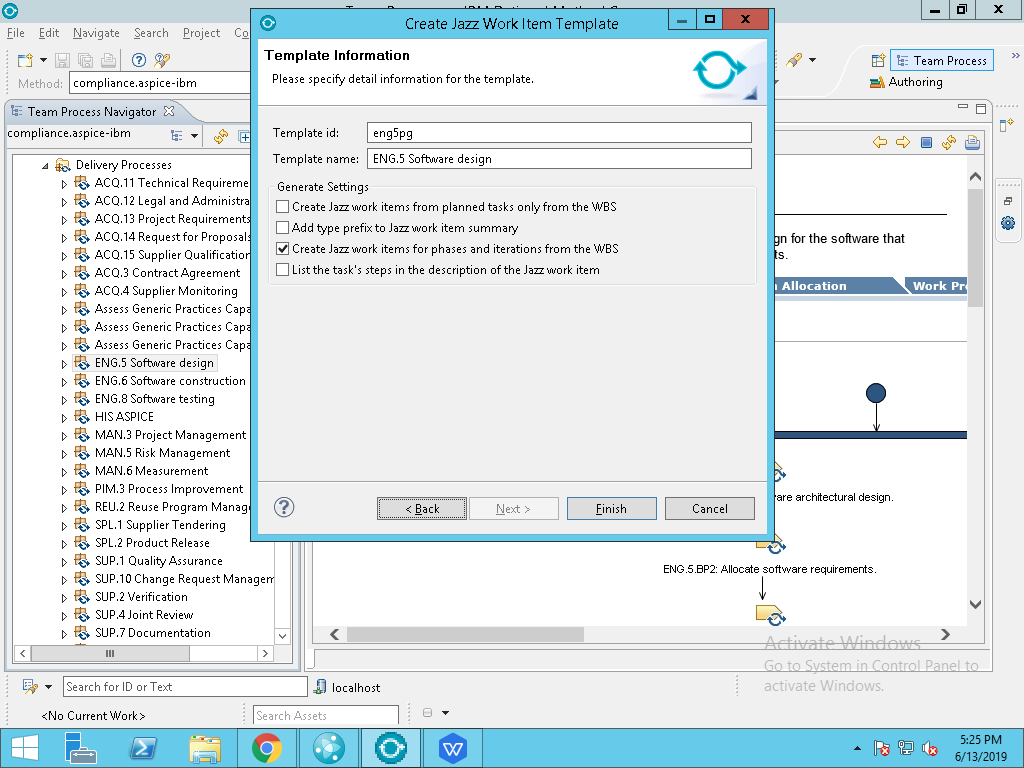 Create Jazz Work Item Template
File Edit Navigate Search Project
Team Process
Method: compliance.aspice-ibm
Authoring
Template Information
Please specify detail information for the template.
Team Process Navigator
compliance.aspice-ibm
Template id: eng5pg
Template name: ENG.5 Software design
Generate Settings
Create Jazz work items from planned tasks only from the WBS
Add type prefix to Jazz work item summary
Create Jazz work items for phases and iterations from the WBS
List the task's steps in the description of the Jazz work item
< Back Next > Finish Cancel
Delivery Processes
ACQ.11 Technical Requireme
ACQ.12 Legal and Administra
ACQ.13 Project Requirements
ACQ.14 Request for Proposals
ACQ.15 Supplier Qualification
ACQ.3 Contract Agreement
ACQ.4 Supplier Monitoring
Assess Generic Practices Capa
Assess Generic Practices Capa
Assess Generic Practices Capa
ENG.5 Software design
ENG.6 Software construction
ENG.8 Software testing
HIS ASPICE
MAN.3 Project Management
MAN.5 Risk Management
MAN.6 Measurement
PIM.3 Process Improvement
REU.2 Reuse Program Manag
SPL.1 Supplier Tendering
SPL.2 Product Release
SUP.1 Quality Assurance
SUP.10 Change Request Managem
SUP.2 Verification
SUP.4 Joint Review
SUP.7 Documentation
gn for the software that
ts.
Allocation Work Pr
are architectural design.
ENG.5.BP2: Allocate software requirements.
Activate Windows
Go to System in Control Panel to
activate Windows.
Search for ID or Text localhost
<No Current Work> Search Assets
5:25 PM
6/13/2019